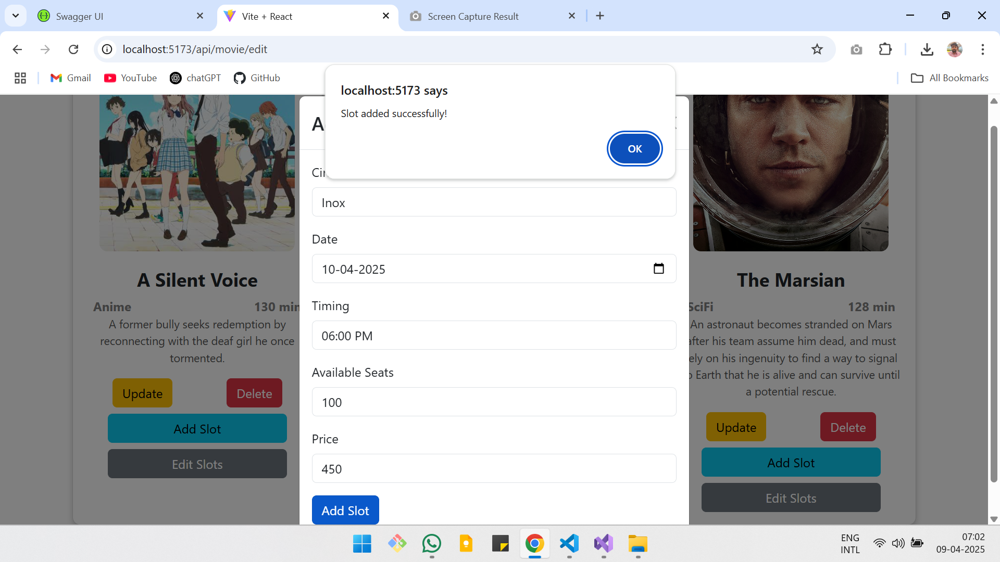 Swagger UI
Vite + React
Screen Capture Result
localhost:5173/api/movie/edit
Gmail
YouTube
chatGPT
GitHub
All Bookmarks
localhost:5173 says
Slot added successfully!
OK
Inox
Date
10-04-2025
Timing
06:00 PM
Available Seats
100
Price
450
Add Slot
A Silent Voice
Anime 130 min
A former bully seeks redemption by
reconnecting with the deaf girl he once
tormented.
Update Delete
Add Slot
Edit Slots
The Marsian
SciFi 128 min
An astronaut becomes stranded on Mars
after his team assume him dead, and must
rely on his ingenuity to find a way to signal
to Earth that he is alive and can survive until
a potential rescue.
Update Delete
Add Slot
Edit Slots
ENG
INTL
07:02
09-04-2025